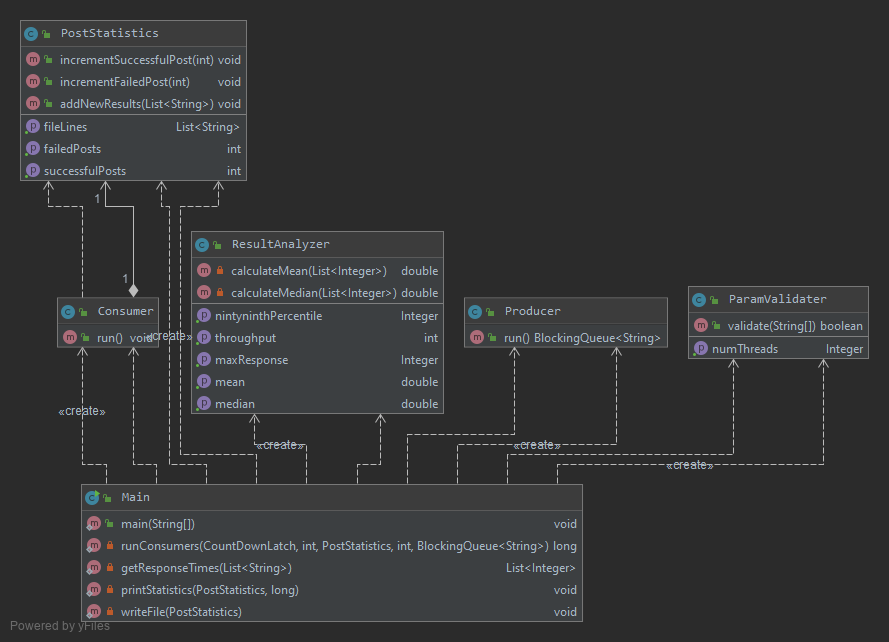 PostStatistics
incrementSuccessfulPost(int) void
incrementFailedPost(int) void
addNewResults(List<String>) void
fileLines List<String>
failedPosts int
successfulPosts int
1
1
ResultAnalyzer
calculateMean(List<Integer>) double
calculateMedian(List<Integer>) double
nintyninthPercentile Integer
throughput int
maxResponse Integer
mean double
median double
Consumer
run() void
«create»
Producer
run() BlockingQueue<String>
ParamValidater
validate(String[]) boolean
numThreads Integer
«create»
«create»
«create»
«create»
Main
main(String[]) void
runConsumers(CountDownLatch, int, PostStatistics, int, BlockingQueue<String>) long
getResponseTimes(List<String>) List<Integer>
printStatistics(PostStatistics, long) void
writeFile(PostStatistics) void
Powered by yFiles